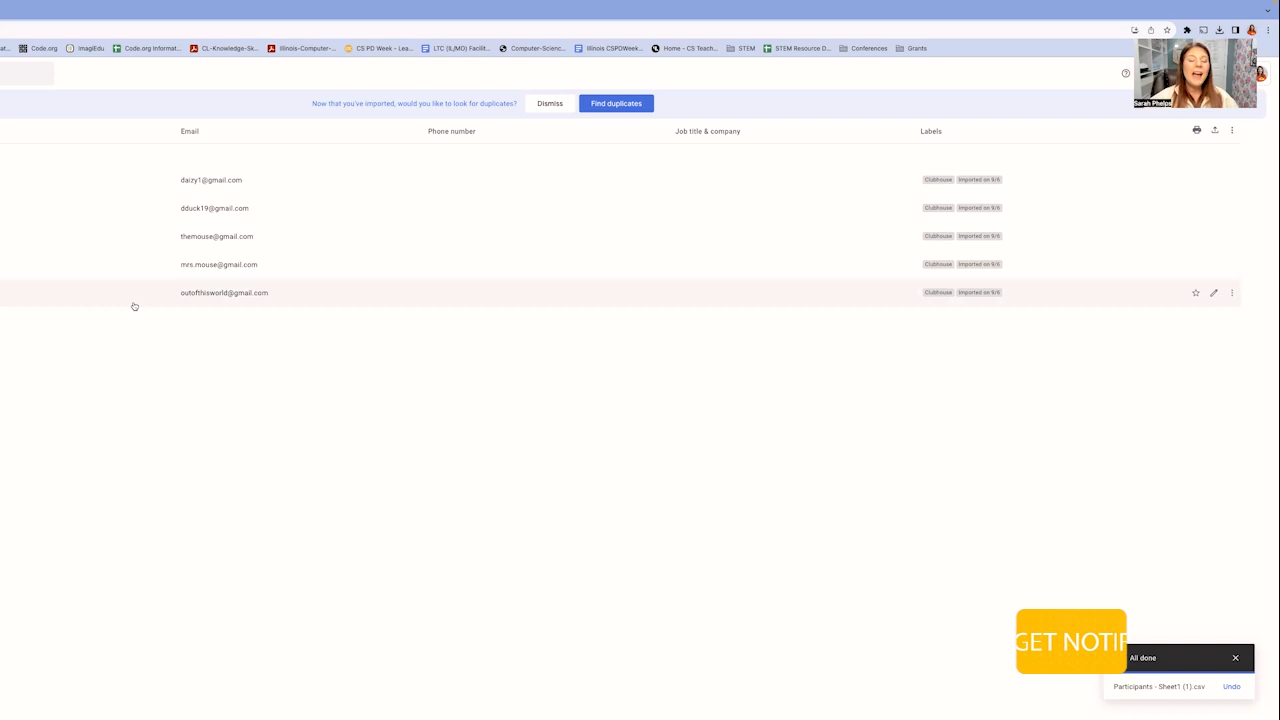 Code.org
ImagiEdu
Code.org Informat...
CL-Knowledge-Sk...
Illinois-Computer-...
CS PD Week – Lea...
LTC (IL/MO) Facilit...
Computer-Scienc...
Illinois CSPDWeek...
Home - CS Teach...
STEM
STEM Resource D...
Conferences
Grants
Sarah Phelps
Now that you've imported, would you like to look for duplicates?
Dismiss
Find duplicates
Email
Phone number
Job title & company
Labels
daizy1@gmail.com
Clubhouse
Imported on 9/6
dduck19@gmail.com
Clubhouse
Imported on 9/6
themouse@gmail.com
Clubhouse
Imported on 9/6
mrs.mouse@gmail.com
Clubhouse
Imported on 9/6
outofthisworld@gmail.com
Clubhouse
Imported on 9/6
GET NOTIF
All done
Participants - Sheet1 (1).csv
Undo